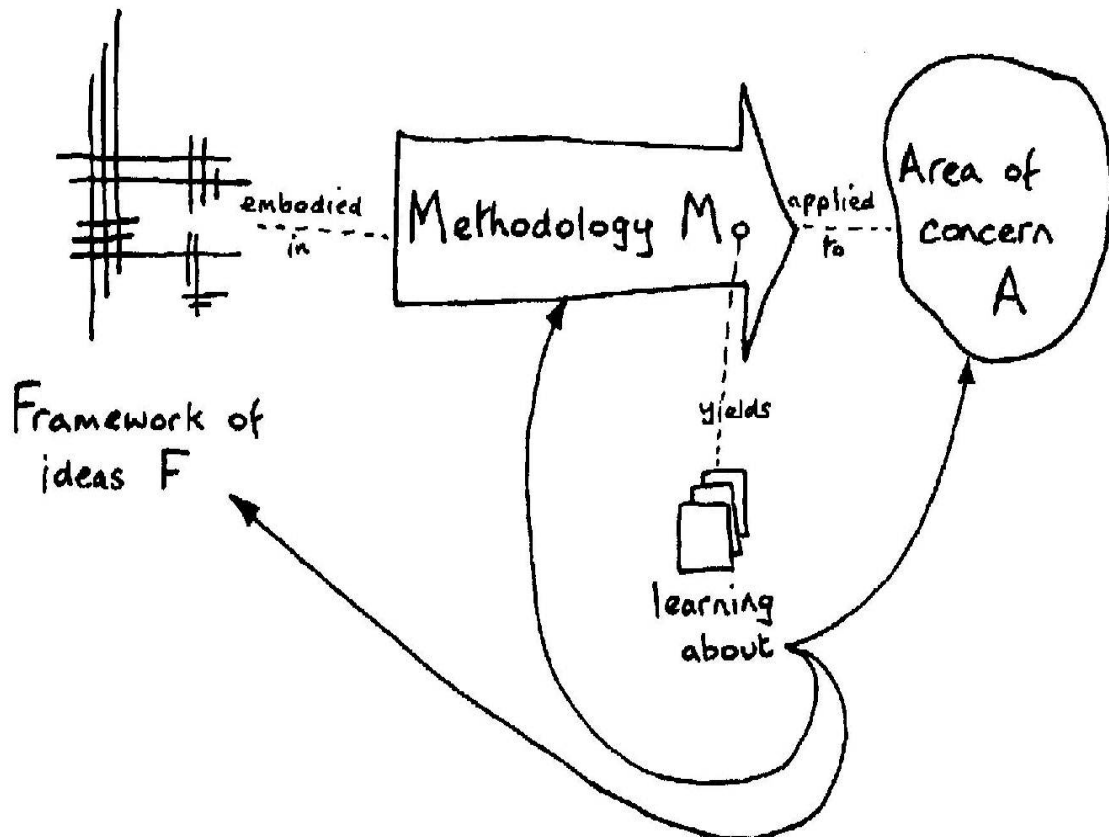 embodied
in
Methodology M
applied
to
Area of
concern
A
Framework of
ideas F
yields
learning
about